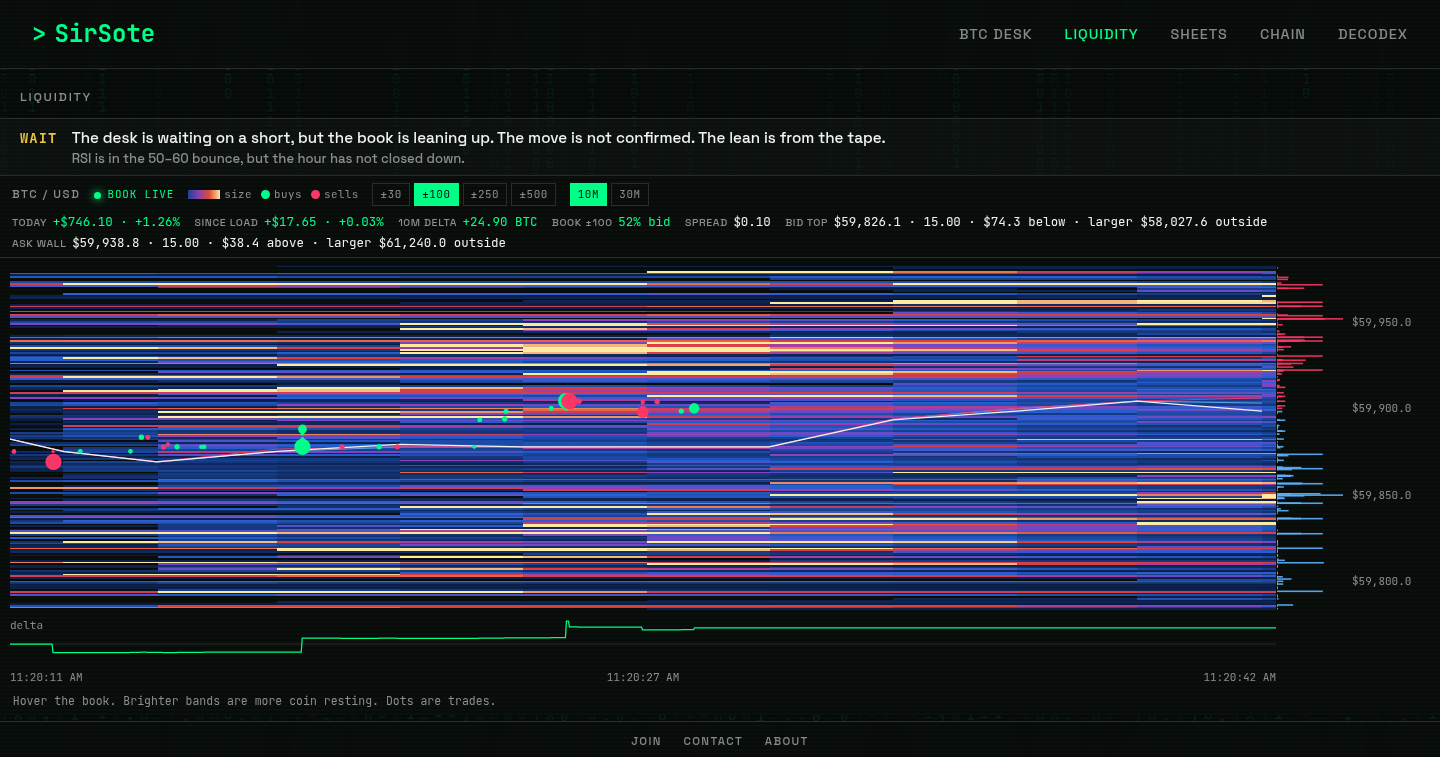 > SirSote
BTC DESK LIQUIDITY SHEETS CHAIN DECODEX
LIQUIDITY
WAIT The desk is waiting on a short, but the book is leaning up. The move is not confirmed. The lean is from the tape.
RSI is in the 50–60 bounce, but the hour has not closed down.
BTC / USD BOOK LIVE size buys sells ±30 ±100 ±250 ±500 10M 30M
TODAY +$746.10 · +1.26% SINCE LOAD +$17.65 · +0.03% 10M DELTA +24.90 BTC BOOK ±100 52% bid SPREAD $0.10 BID TOP $59,826.1 · 15.00 · $74.3 below · larger $58,027.6 outside
ASK WALL $59,938.8 · 15.00 · $38.4 above · larger $61,240.0 outside
$59,950.0
$59,900.0
$59,850.0
$59,800.0
delta
11:20:11 AM 11:20:27 AM 11:20:42 AM
Hover the book. Brighter bands are more coin resting. Dots are trades.
JOIN CONTACT ABOUT